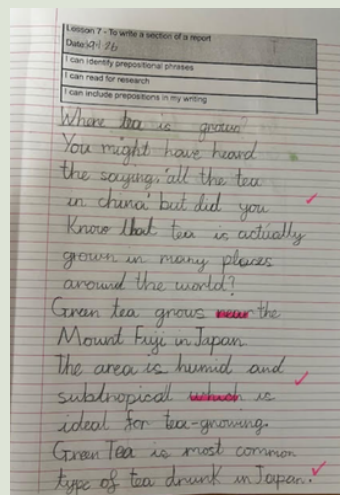 Lesson 7 - To write a section of a report
Date: 19.1.26
I can identify prepositional phrases
I can read for research
I can include prepositions in my writing
Where tea is grown?
You might have heard
the saying, 'all the tea
in china' but did you
Know that tea is actually
grown in many places
around the world?
Gran tea grows near the
Mount Fuji in Japan.
The area is humid and
subtropical which is
ideal for tea-growing.
Green Tea is most common
type of tea drunk in Japan.